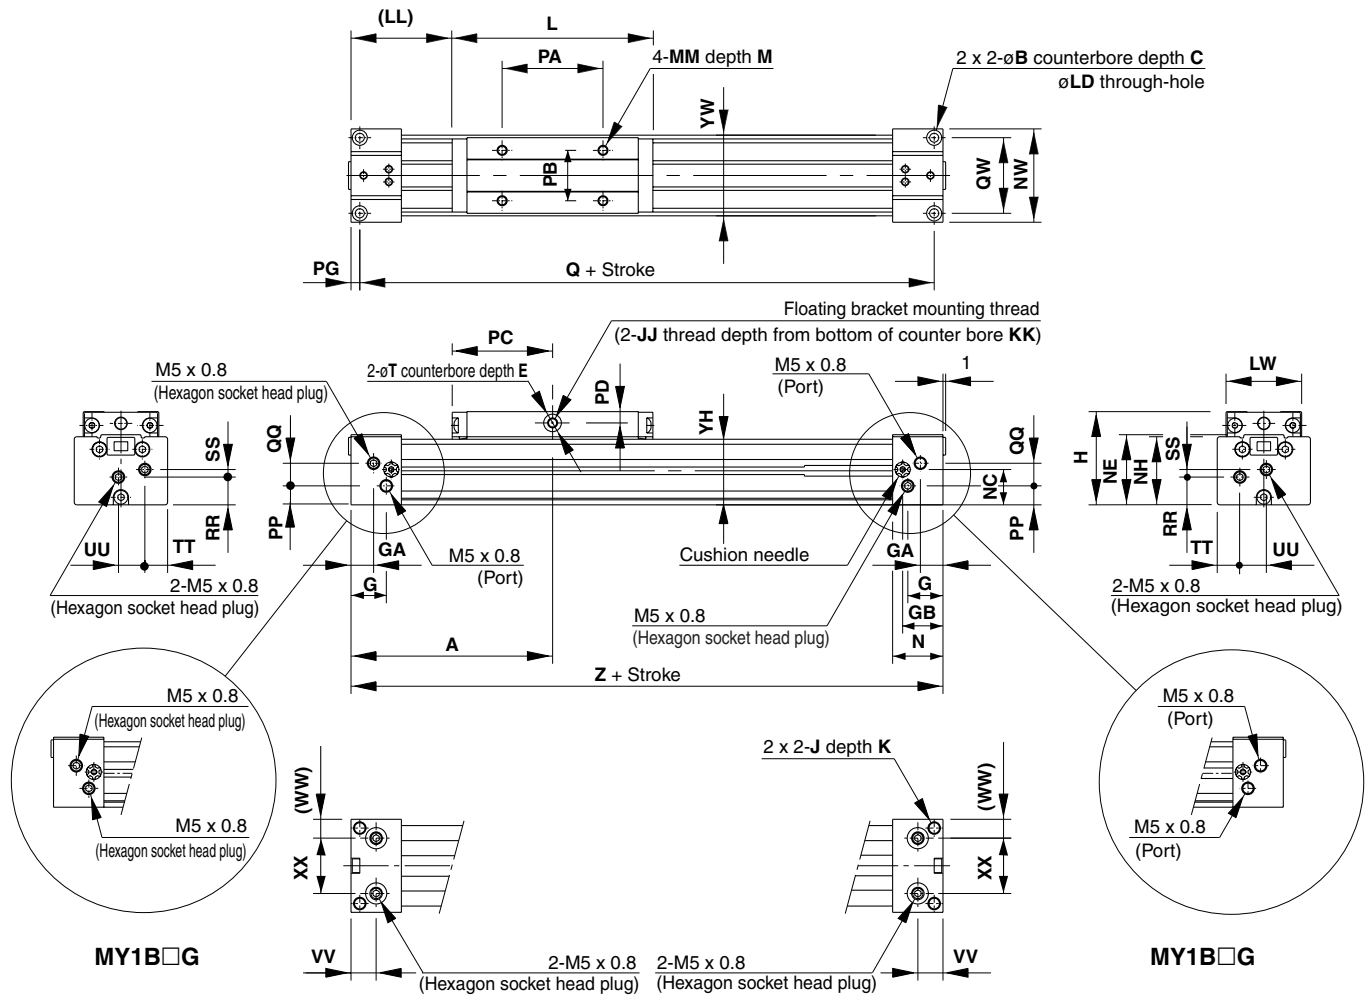 (LL)
L
PA
4-MM depth M
2 x 2-øB counterbore depth C
øLD through-hole
YW
PB
QW
NW
PG
Q + Stroke
Floating bracket mounting thread
(2-JJ thread depth from bottom of counter bore KK)
PC
2-øT counterbore depth E
PD
YH
M5 x 0.8
(Port)
1
M5 x 0.8
(Hexagon socket head plug)
LW
SS
QQ
QQ
SS
H
NE
NH
NC
RR
PP
PP
RR
UU
TT
GA
G
M5 x 0.8
(Port)
Cushion needle
GA
G
GB
N
TT
UU
2-M5 x 0.8
(Hexagon socket head plug)
M5 x 0.8
(Hexagon socket head plug)
2-M5 x 0.8
(Hexagon socket head plug)
A
Z + Stroke
M5 x 0.8
(Hexagon socket head plug)
M5 x 0.8
(Hexagon socket head plug)
M5 x 0.8
(Port)
M5 x 0.8
(Port)
2 x 2-J depth K
(WW)
(WW)
XX
XX
MY1B□G
VV
2-M5 x 0.8
(Hexagon socket head plug)
2-M5 x 0.8
(Hexagon socket head plug)
VV
MY1B□G